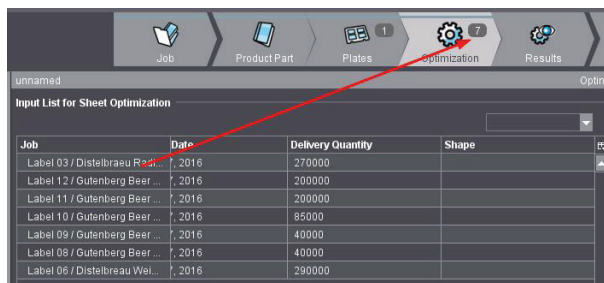 1 7
Job Product Part Plates Optimization Results
unnamed Optin
Input List for Sheet Optimization
Job Date Delivery Quantity Shape
Label 03 / Distelbraeu Radl... , 2016 270000
Label 12 / Gutenberg Beer ... , 2016 200000
Label 11 / Gutenberg Beer ... , 2016 200000
Label 10 / Gutenberg Beer ... , 2016 85000
Label 09 / Gutenberg Beer ... , 2016 40000
Label 08 / Gutenberg Beer ... , 2016 40000
Label 06 / Distelbreau Wei... , 2016 290000